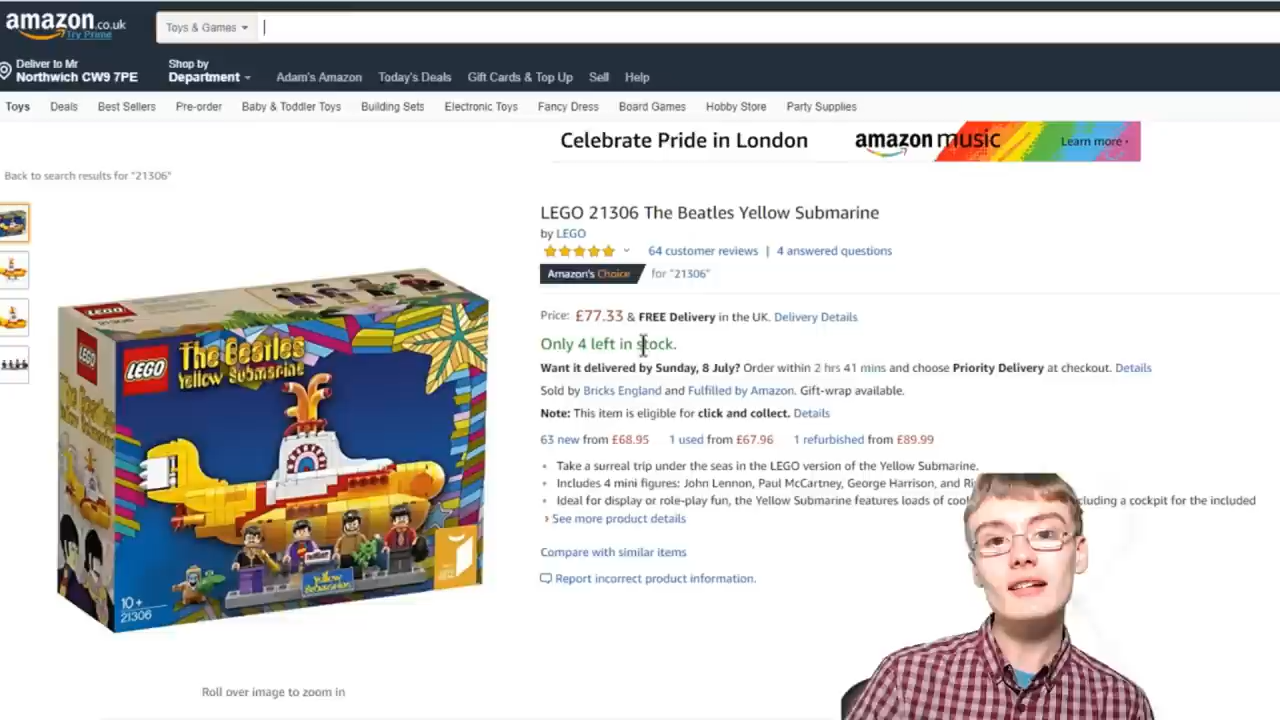 amazon.co.uk
Try Prime
Toys & Games
Deliver to Mr
Northwich CW9 7PE
Shop by
Department
Adam's Amazon Today's Deals Gift Cards & Top Up Sell Help
Toys Deals Best Sellers Pre-order Baby & Toddler Toys Building Sets Electronic Toys Fancy Dress Board Games Hobby Store Party Supplies
Celebrate Pride in London amazon music Learn more ›
Back to search results for "21306"
LEGO 21306 The Beatles Yellow Submarine
by LEGO
64 customer reviews | 4 answered questions
Amazon's Choice for "21306"
Price: £77.33 & FREE Delivery in the UK. Delivery Details
Only 4 left in stock.
Want it delivered by Sunday, 8 July? Order within 2 hrs 41 mins and choose Priority Delivery at checkout. Details
Sold by Bricks England and Fulfilled by Amazon. Gift-wrap available.
Note: This item is eligible for click and collect. Details
63 new from £68.95 1 used from £67.96 1 refurbished from £89.99
• Take a surreal trip under the seas in the LEGO version of the Yellow Submarine.
• Includes 4 mini figures: John Lennon, Paul McCartney, George Harrison, and
• Ideal for display or role-play fun, the Yellow Submarine features loads of including a cockpit for the included
› See more product details
Compare with similar items
Report incorrect product information.
LEGO
21306
LEGO
LEGO
The Beatles
Yellow Submarine
The Beatles
Yellow Submarine
10+
21306
Roll over image to zoom in